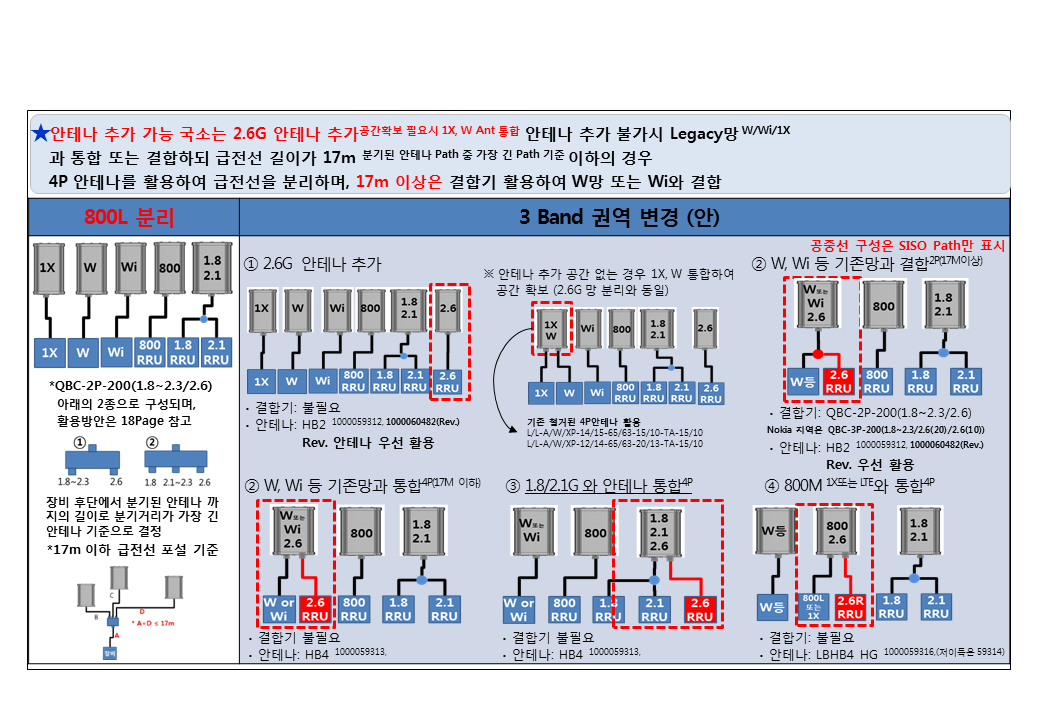 ★안테나 추가 가능 국소는 2.6G 안테나 추가공간확보 필요시 1X, W Ant 통합 안테나 추가 불가시 Legacy망 W/Wi/1X
과 통합 또는 결합하되 급전선 길이가 17m 분기된 안테나 Path 중 가장 긴 Path 기준 이하의 경우
4P 안테나를 활용하여 급전선을 분리하며, 17m 이상은 결합기 활용하여 W망 또는 Wi와 결합
800L 분리
3 Band 권역 변경 (안)
1X W Wi 800 1.8 2.1
1X W Wi 800 RRU 1.8 RRU 2.1 RRU
*QBC-2P-200(1.8~2.3/2.6)
아래의 2종으로 구성되며,
활용방안은 18Page 참고
① ②
1.8~2.3 2.6 1.8 2.1~2.3 2.6
장비 후단에서 분기된 안테나 까
지의 길이로 분기거리가 가장 긴
안테나 기준으로 결정
*17m 이하 급전선 포설 기준
C
B
D
* A+D ≤ 17m
A
장비
공중선 구성은 SISO Path만 표시
① 2.6G 안테나 추가
1X W Wi 800 1.8 2.1 2.6
1X W Wi 800 RRU 1.8 RRU 2.1 RRU 2.6 RRU
· 결합기: 불필요
· 안테나: HB2 1000059312, 1000060482(Rev.)
Rev. 안테나 우선 활용
※ 안테나 추가 공간 없는 경우 1X, W 통합하여
공간 확보 (2.6G 망 분리와 동일)
1X W Wi 800 1.8 2.1 2.6
1X W Wi 800 RRU 1.8 RRU 2.1 RRU 2.6 RRU
기존 철거된 4P안테나 활용
L/L-A/W/XP-14/15-65/63-15/10-TA-15/10
L/L-A/W/XP-12/14-65/63-20/13-TA-15/10
② W, Wi 등 기존망과 결합2P(17M이상)
W또는 Wi 2.6 800 1.8 2.1
W등 2.6 RRU 800 RRU 1.8 RRU 2.1 RRU
· 결합기: QBC-2P-200(1.8~2.3/2.6)
Nokia 지역은 QBC-3P-200(1.8~2.3/2.6(20)/2.6(10))
· 안테나: HB2 1000059312, 1000060482(Rev.)
Rev. 우선 활용
② W, Wi 등 기존망과 통합4P(17M 이하)
W또는 Wi 2.6 800 1.8 2.1
W or Wi 2.6 RRU 800 RRU 1.8 RRU 2.1 RRU
· 결합기 불필요
· 안테나: HB4 1000059313,
③ 1.8/2.1G 와 안테나 통합4P
W또는 Wi 800 1.8 2.1 2.6
W or Wi 800 RRU 1.8 RRU 2.1 RRU 2.6 RRU
· 결합기 불필요
· 안테나: HB4 1000059313,
④ 800M 1X또는 LTE와 통합4P
W등 800 2.6 1.8 2.1
W등 800L 또는 1X 2.6R RRU 1.8 RRU 2.1 RRU
· 결합기: 불필요
· 안테나: LBHB4 HG 1000059316,(저이득은 59314)